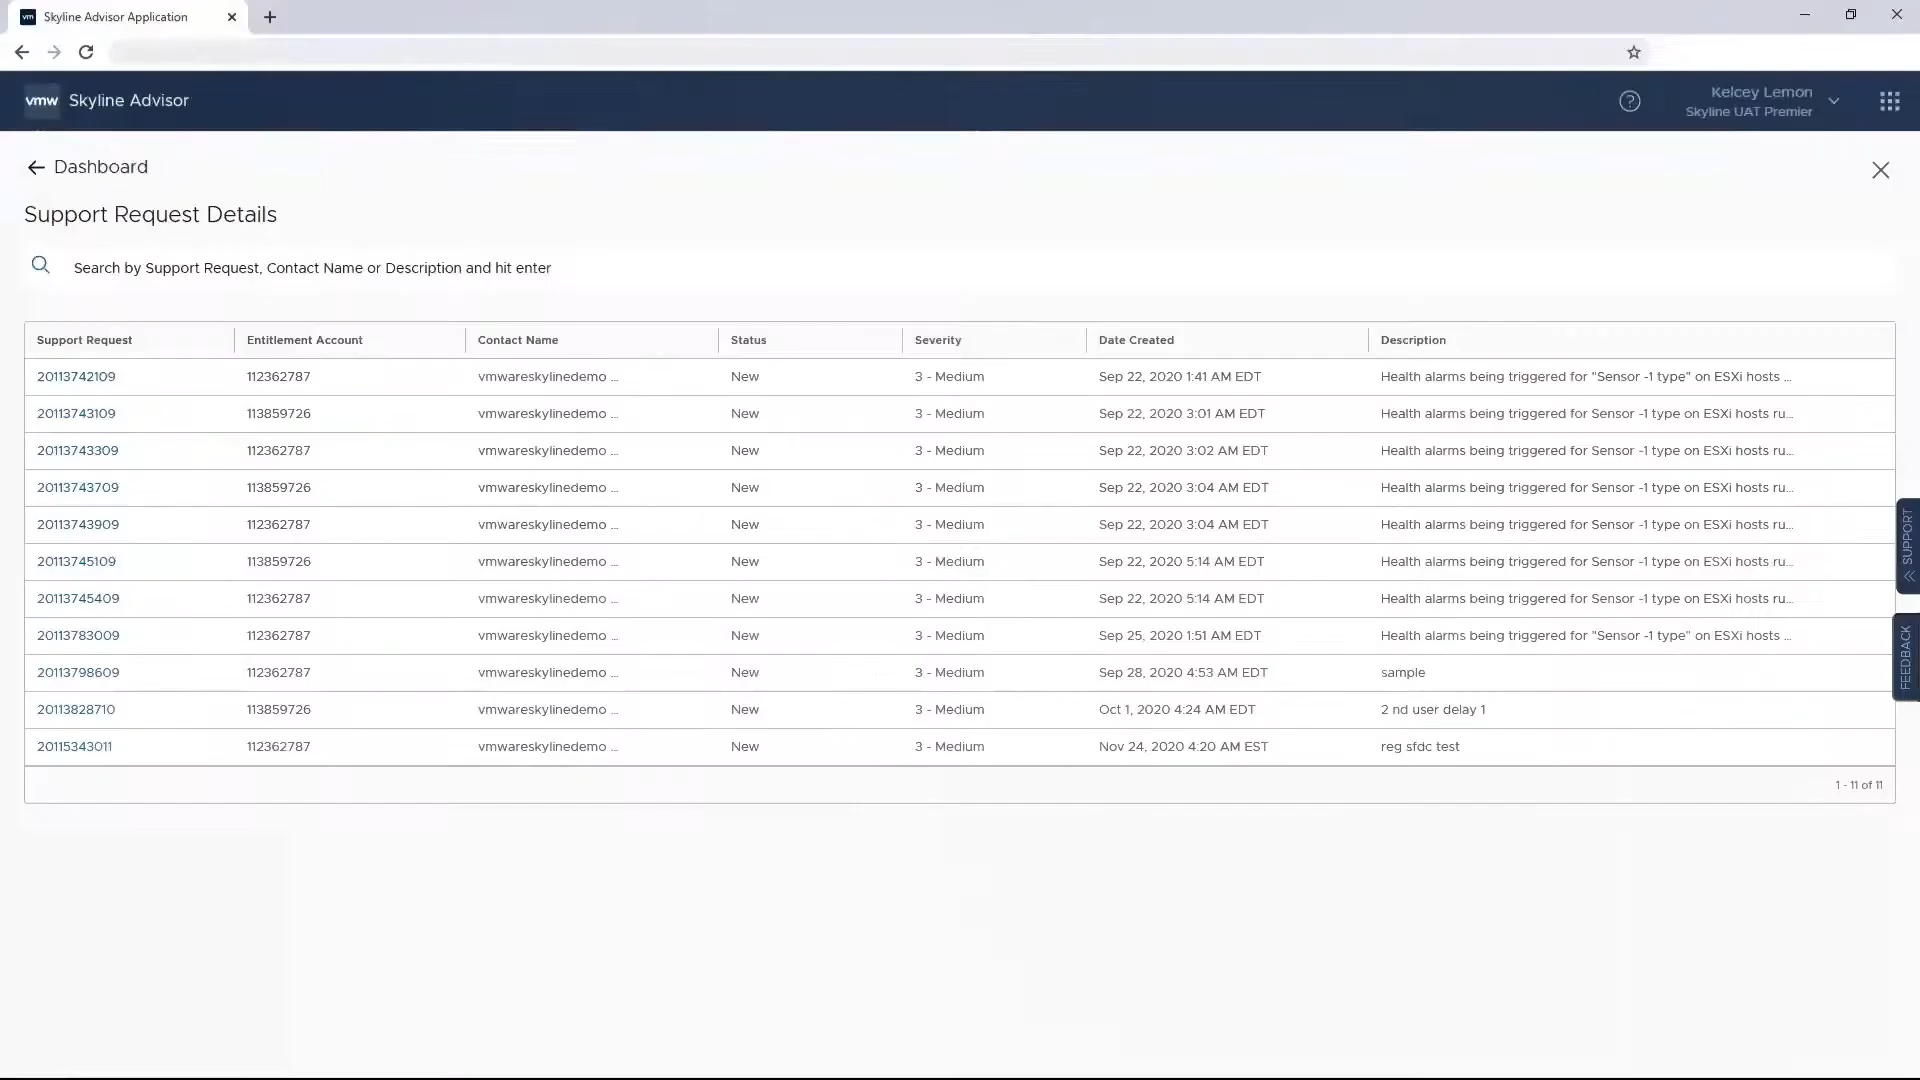 vm Skyline Advisor Application
vmw Skyline Advisor
Kelcey Lemon
Skyline UAT Premier
Dashboard
Support Request Details
Search by Support Request, Contact Name or Description and hit enter
Support Request Entitlement Account Contact Name Status Severity Date Created Description
20113742109 112362787 vmwareskylinedemo ... New 3 - Medium Sep 22, 2020 1:41 AM EDT Health alarms being triggered for "Sensor -1 type" on ESXi hosts ...
20113743109 113859726 vmwareskylinedemo ... New 3 - Medium Sep 22, 2020 3:01 AM EDT Health alarms being triggered for Sensor -1 type on ESXi hosts ru...
20113743309 112362787 vmwareskylinedemo ... New 3 - Medium Sep 22, 2020 3:02 AM EDT Health alarms being triggered for Sensor -1 type on ESXi hosts ru...
20113743709 113859726 vmwareskylinedemo ... New 3 - Medium Sep 22, 2020 3:04 AM EDT Health alarms being triggered for Sensor -1 type on ESXi hosts ru...
20113743909 112362787 vmwareskylinedemo ... New 3 - Medium Sep 22, 2020 3:04 AM EDT Health alarms being triggered for Sensor -1 type on ESXi hosts ru...
20113745109 113859726 vmwareskylinedemo ... New 3 - Medium Sep 22, 2020 5:14 AM EDT Health alarms being triggered for Sensor -1 type on ESXi hosts ru...
20113745409 112362787 vmwareskylinedemo ... New 3 - Medium Sep 22, 2020 5:14 AM EDT Health alarms being triggered for Sensor -1 type on ESXi hosts ru...
20113783009 112362787 vmwareskylinedemo ... New 3 - Medium Sep 25, 2020 1:51 AM EDT Health alarms being triggered for "Sensor -1 type" on ESXi hosts ...
20113798609 112362787 vmwareskylinedemo ... New 3 - Medium Sep 28, 2020 4:53 AM EDT sample
20113828710 113859726 vmwareskylinedemo ... New 3 - Medium Oct 1, 2020 4:24 AM EDT 2 nd user delay 1
20115343011 112362787 vmwareskylinedemo ... New 3 - Medium Nov 24, 2020 4:20 AM EST reg sfdc test
1 - 11 of 11
SUPPORT
FEEDBACK